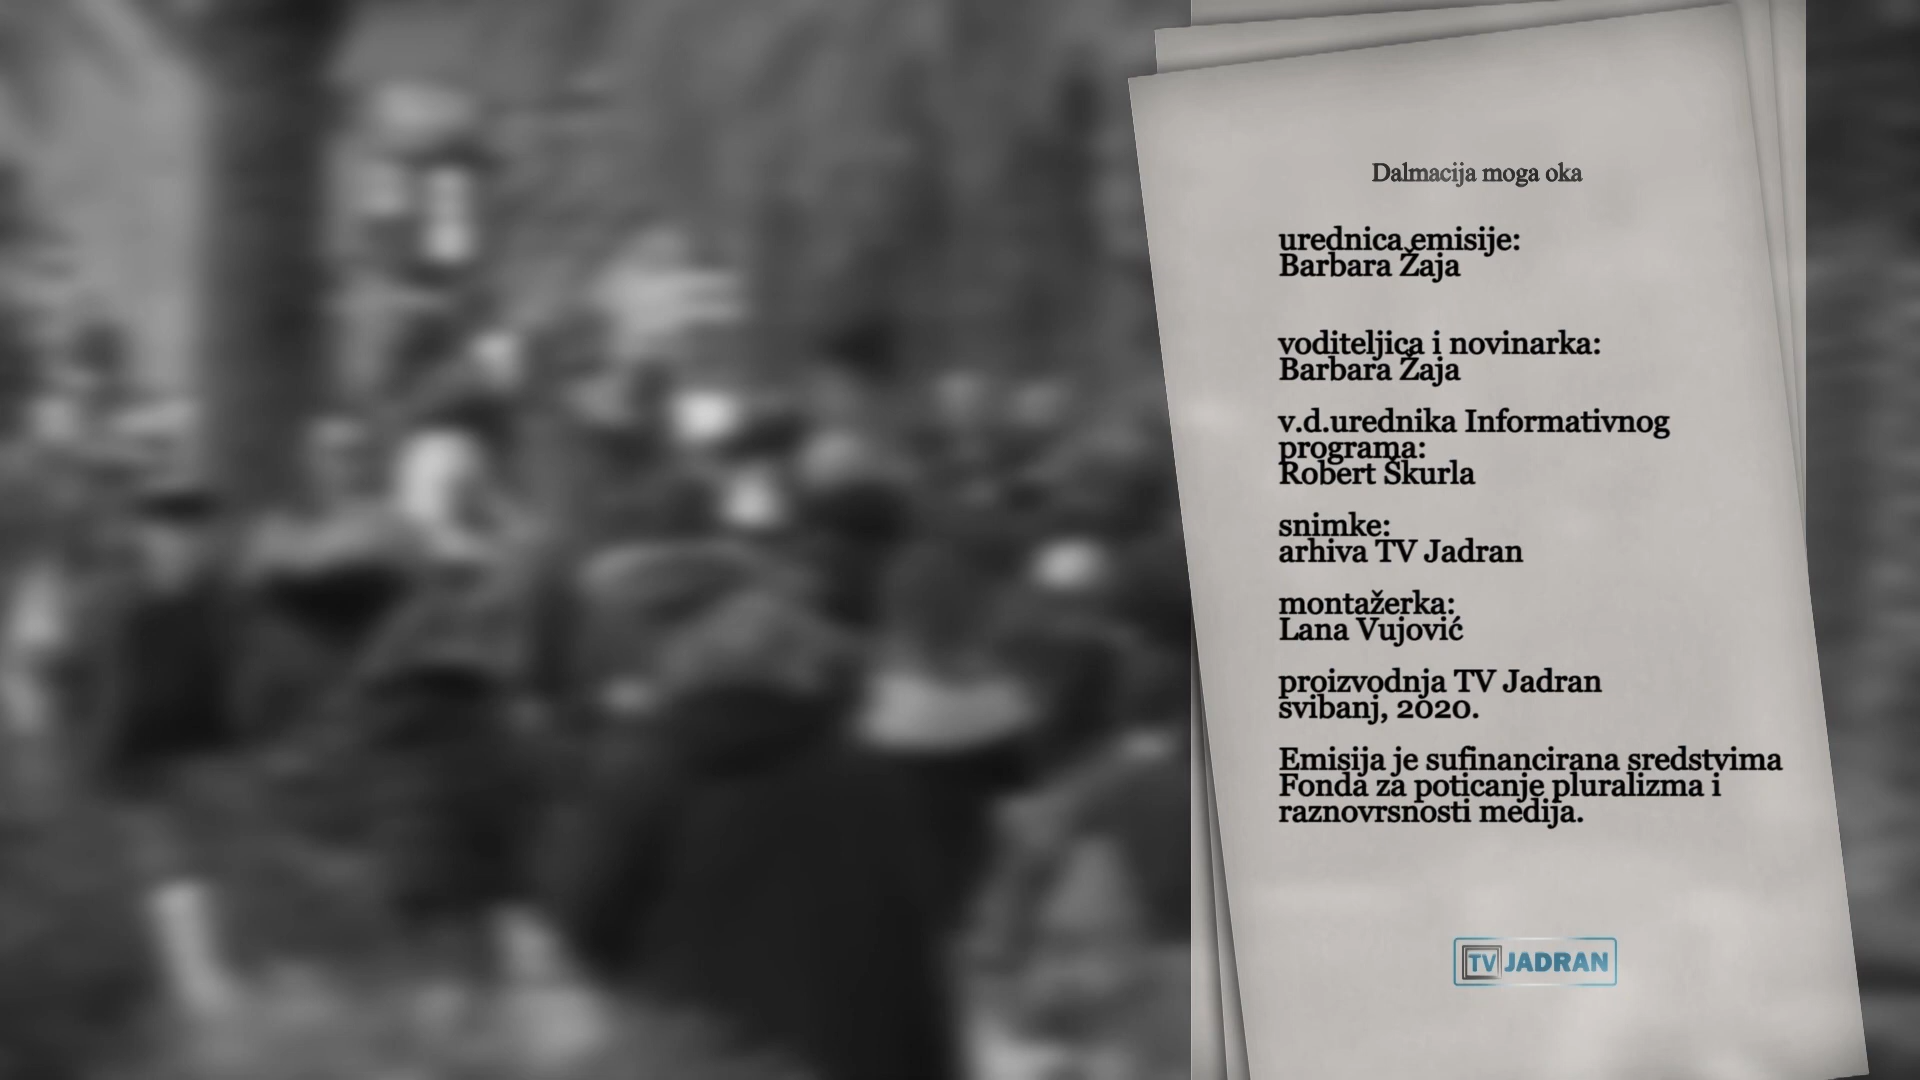 Dalmacija moga oka
urednica emisije:
Barbara Žaja
voditeljica i novinarka:
Barbara Žaja
v.d.urednika Informativnog
programa:
Robert Škurla
snimke:
arhiva TV Jadran
montažerka:
Lana Vujović
proizvodnja TV Jadran
svibanj, 2020.
Emisija je sufinancirana sredstvima
Fonda za poticanje pluralizma i
raznovrsnosti medija.
TV JADRAN